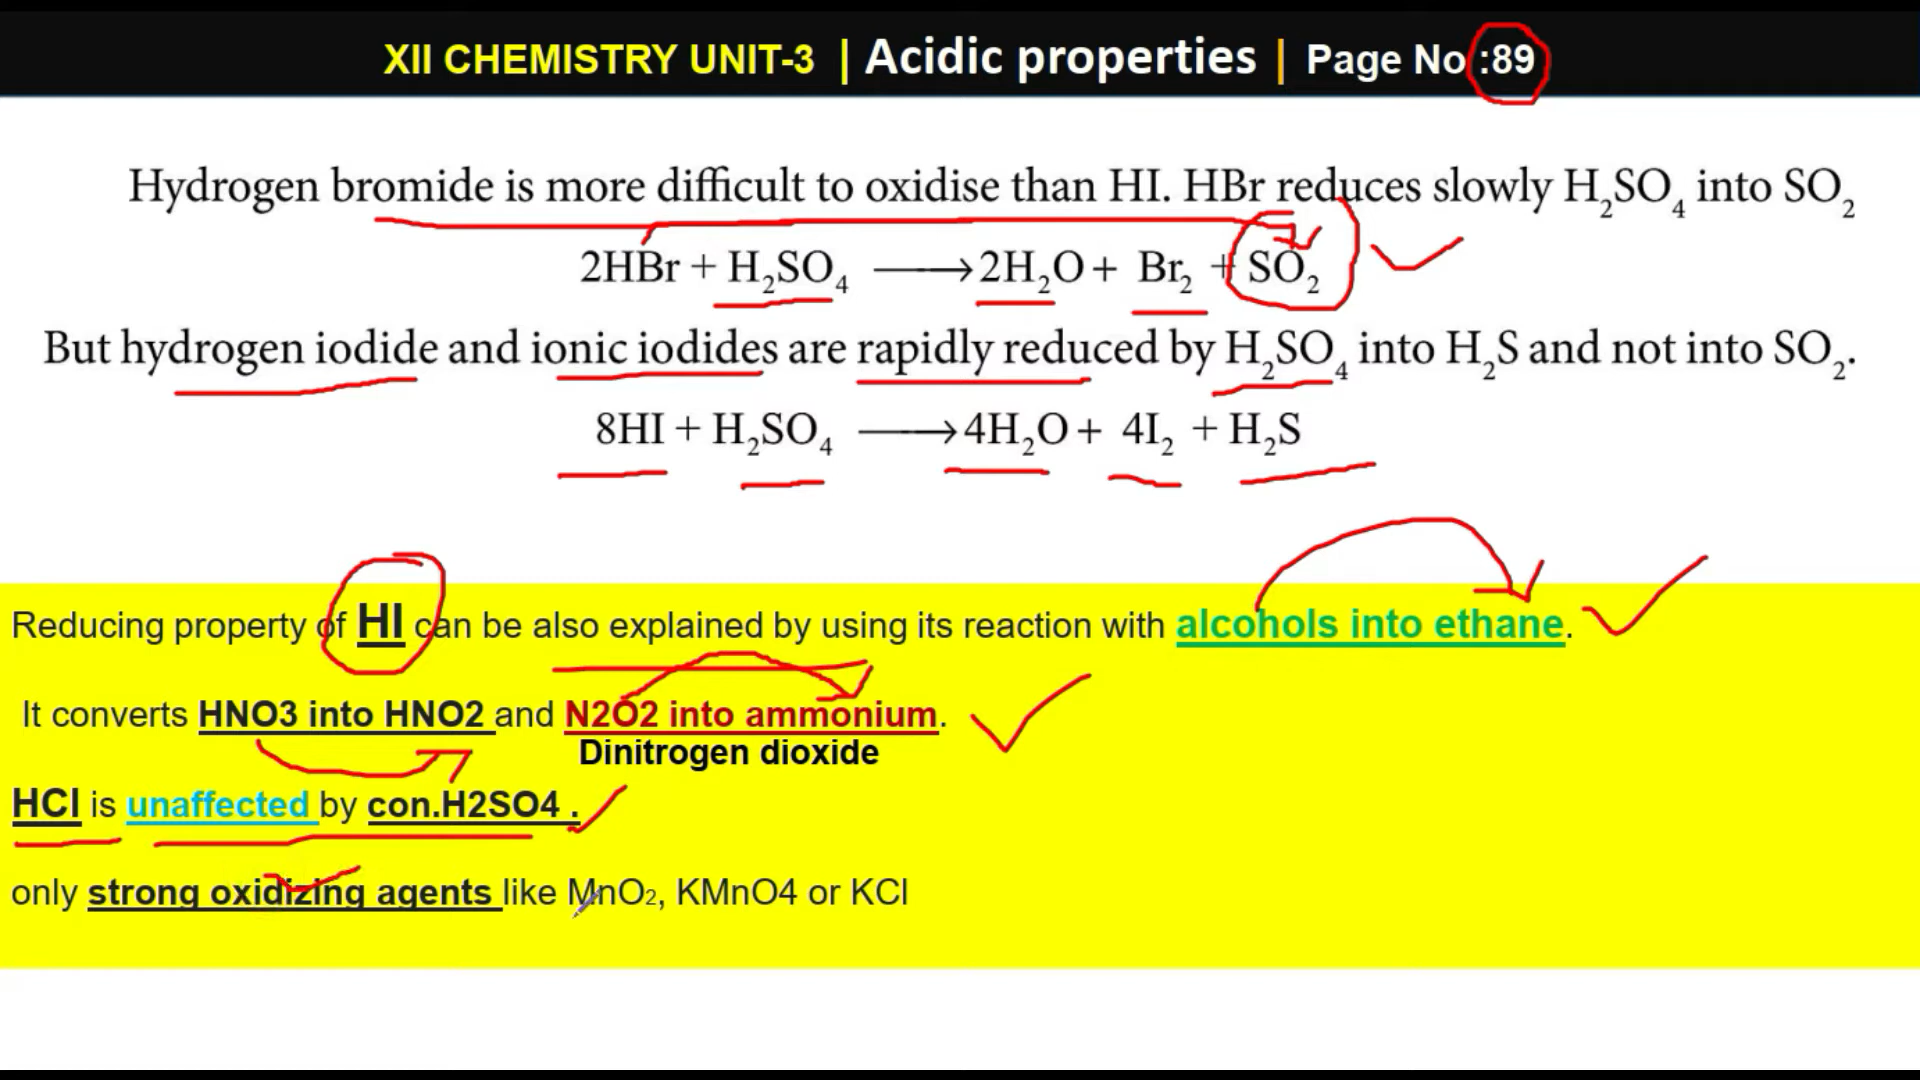 XII CHEMISTRY UNIT-3 | Acidic properties | Page No :89
Hydrogen bromide is more difficult to oxidise than HI. HBr reduces slowly H₂SO₄ into SO₂
2HBr + H₂SO₄ ⟶ 2H₂O + Br₂ + SO₂
But hydrogen iodide and ionic iodides are rapidly reduced by H₂SO₄ into H₂S and not into SO₂.
8HI + H₂SO₄ ⟶ 4H₂O + 4I₂ + H₂S
Reducing property of HI can be also explained by using its reaction with alcohols into ethane.
It converts HNO3 into HNO2 and N2O2 into ammonium.
Dinitrogen dioxide
HCl is unaffected by con.H2SO4 .
only strong oxidizing agents like MnO₂, KMnO4 or KCl